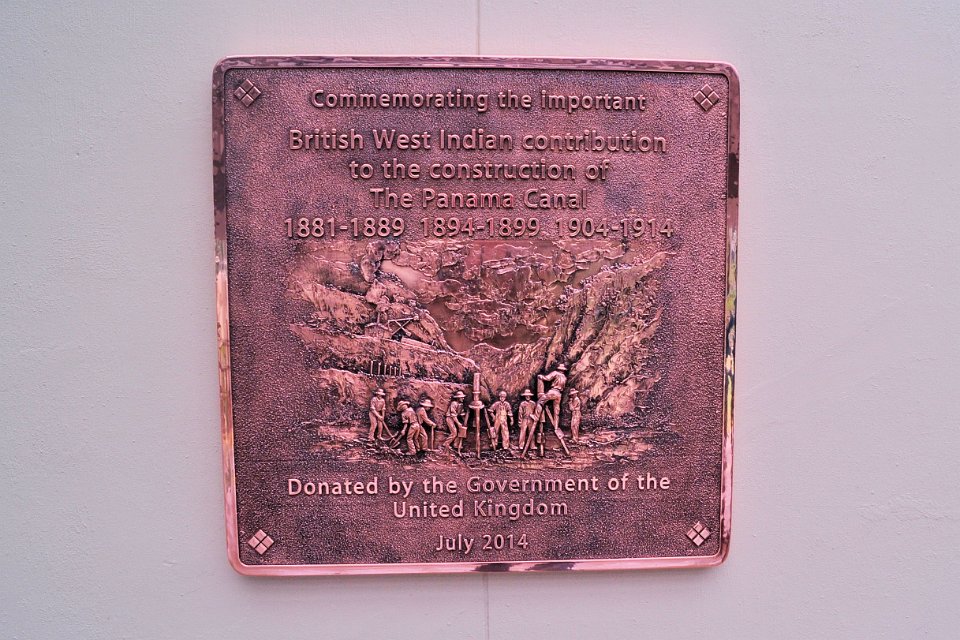 Commemorating the important
British West Indian contribution
to the construction of
The Panama Canal
1881-1889 1894-1899 1904-1914
Donated by the Government of the
United Kingdom
July 2014